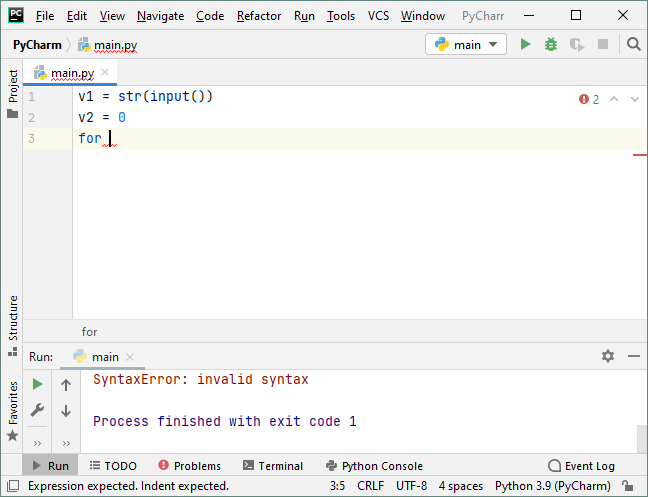 PC File Edit View Navigate Code Refactor Run Tools VCS Window PyCharr
PyCharm main.py main
Project
main.py
1 v1 = str(input())
2 v2 = 0
3 for
2
Structure
Favorites
for
Run: main
SyntaxError: invalid syntax
Process finished with exit code 1
Run TODO Problems Terminal Python Console Event Log
Expression expected. Indent expected. 3:5 CRLF UTF-8 4 spaces Python 3.9 (PyCharm)